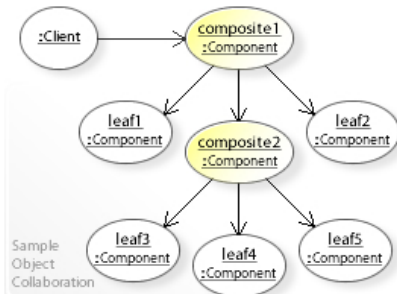 :Client
composite1
:Component
leaf1
:Component
composite2
:Component
leaf2
:Component
leaf3
:Component
leaf4
:Component
leaf5
:Component
Sample
Object
Collaboration